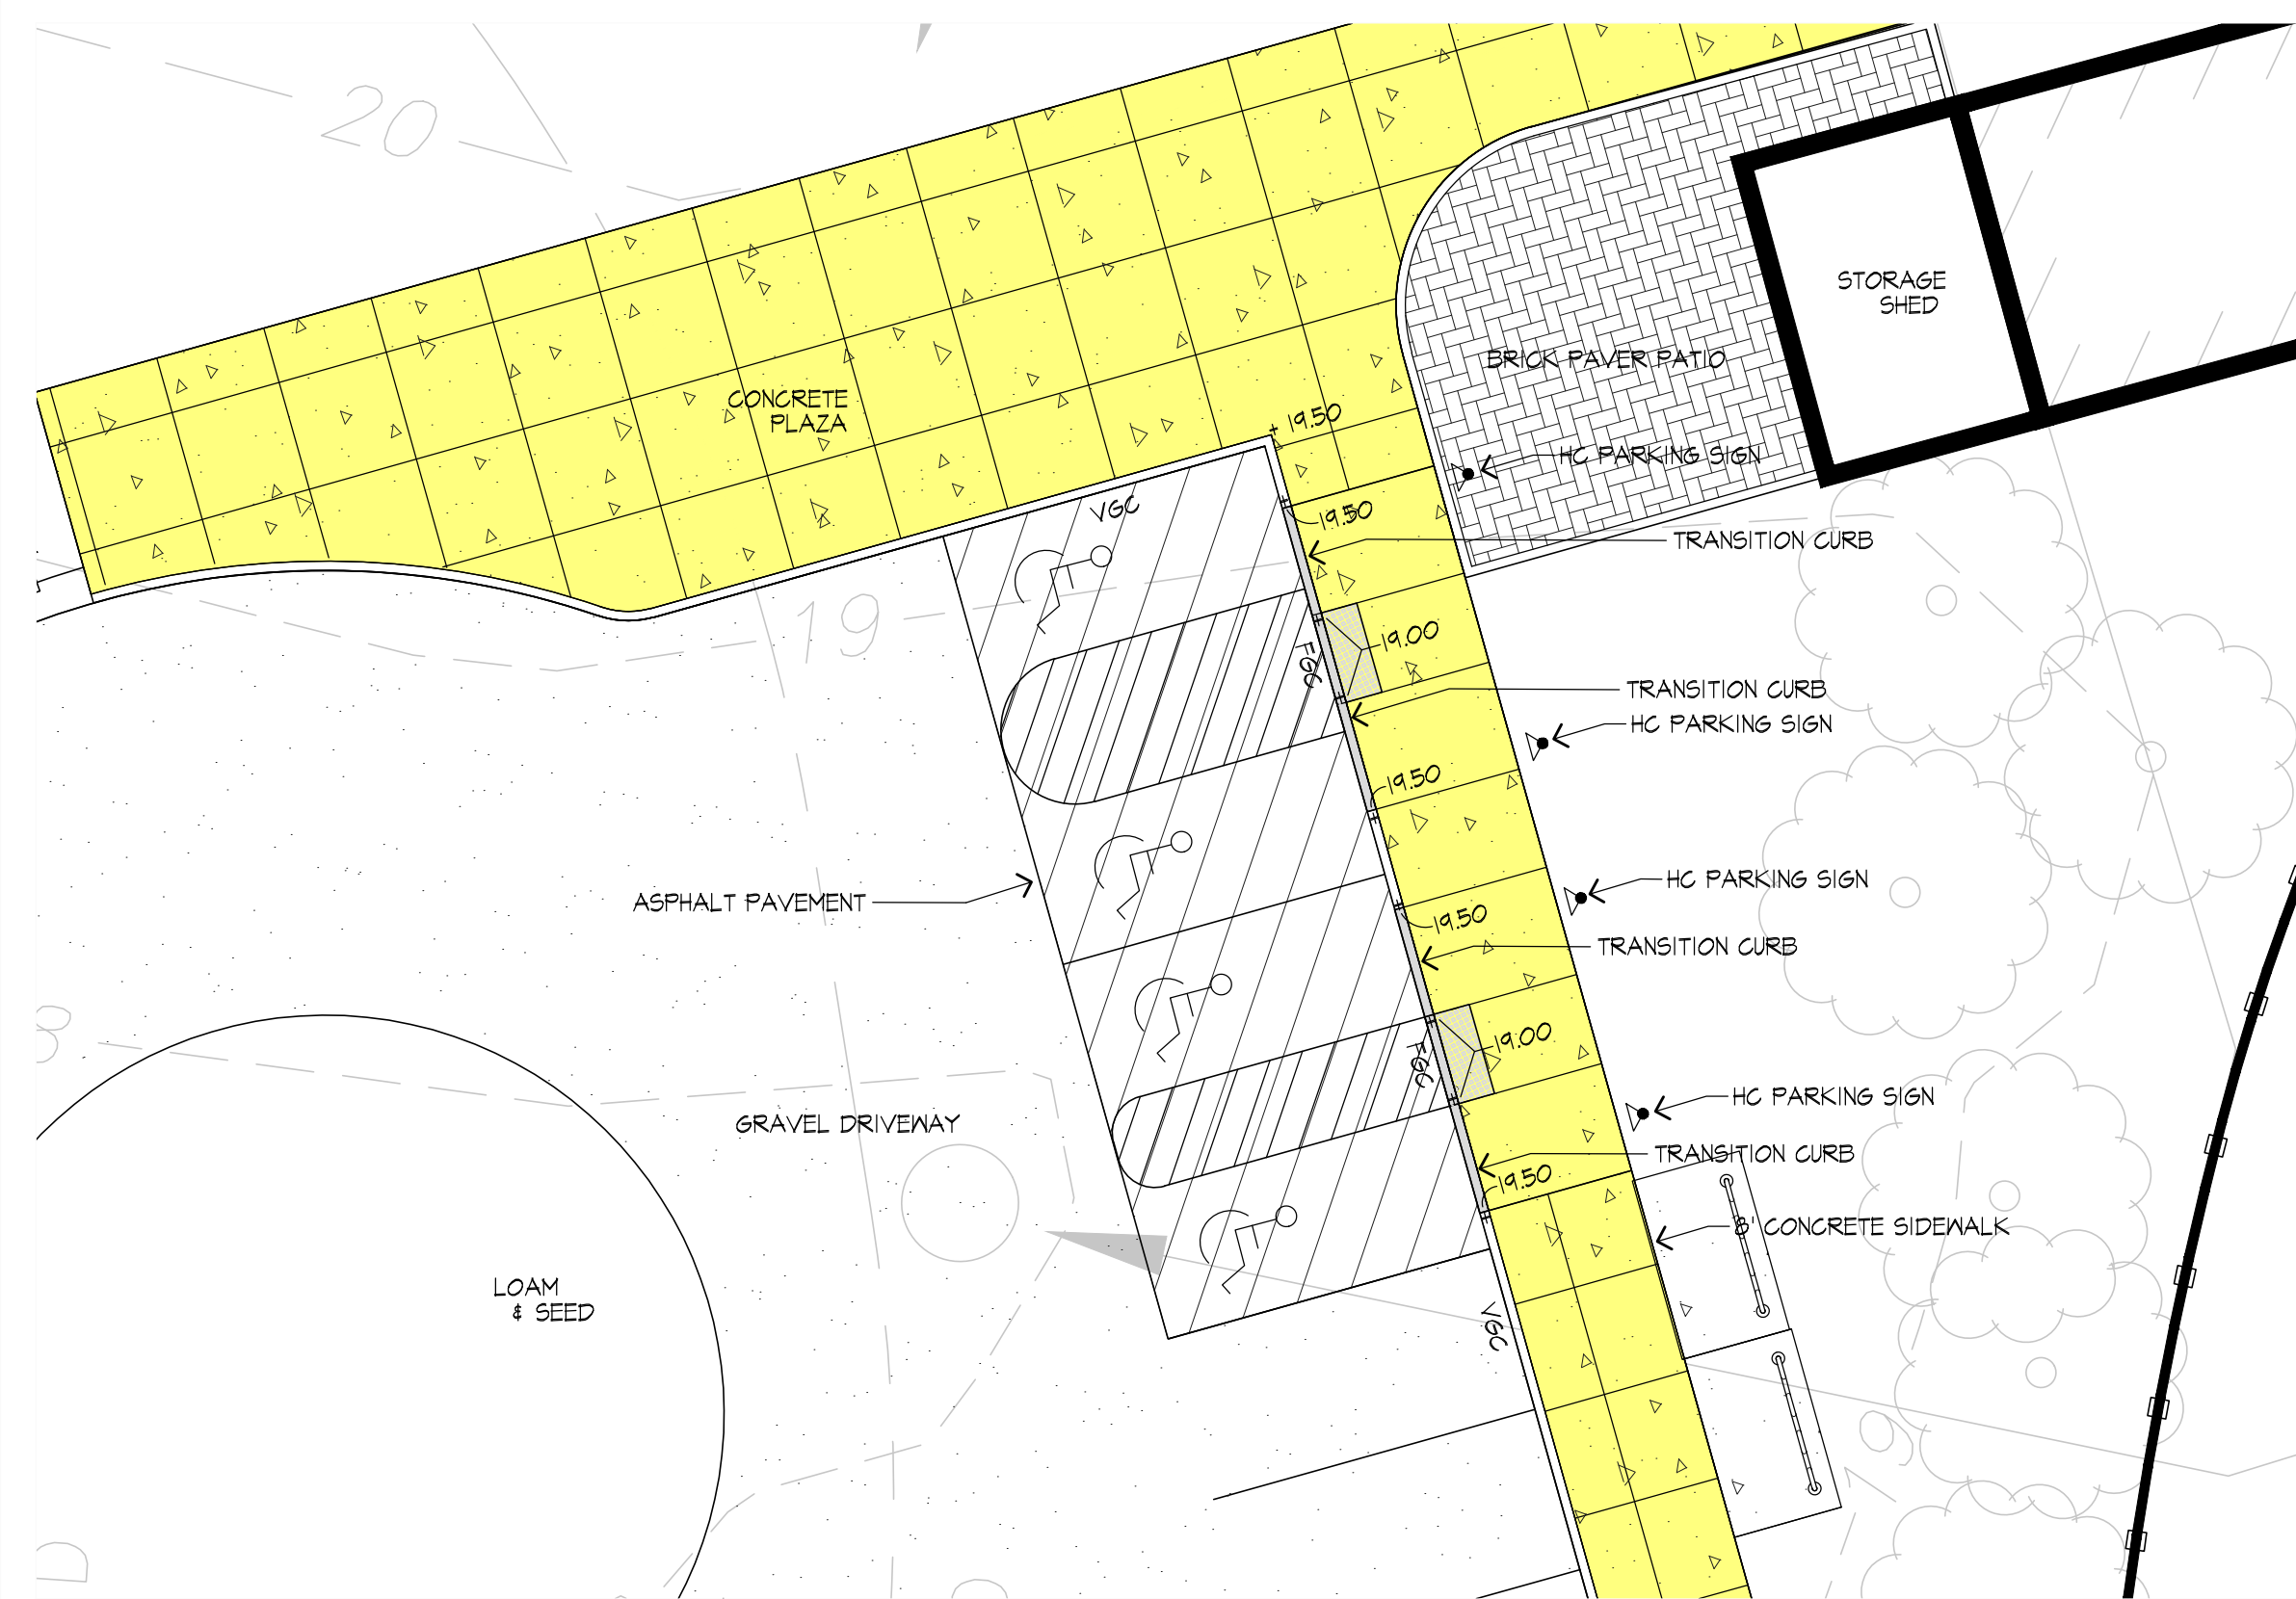 20
STORAGE
SHED
BRICK PAVER PATIO
CONCRETE
PLAZA
19.50
HC PARKING SIGN
VGC
19.50
TRANSITION CURB
19
19.00
FGC
TRANSITION CURB
HC PARKING SIGN
19.50
HC PARKING SIGN
ASPHALT PAVEMENT
19.50
TRANSITION CURB
19.00
FGC
HC PARKING SIGN
GRAVEL DRIVEWAY
TRANSITION CURB
19.50
8' CONCRETE SIDEWALK
LOAM
& SEED
VGC
19